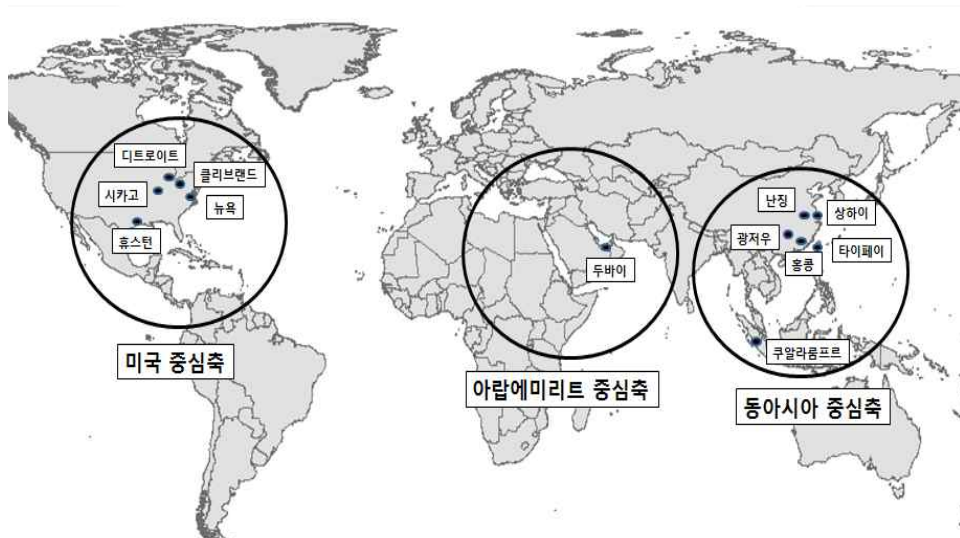 디트로이트
클리브랜드
시카고
뉴욕
휴스턴
미국 중심축
두바이
아랍에미리트 중심축
난징
상하이
광저우
타이페이
홍콩
쿠알라룸프르
동아시아 중심축